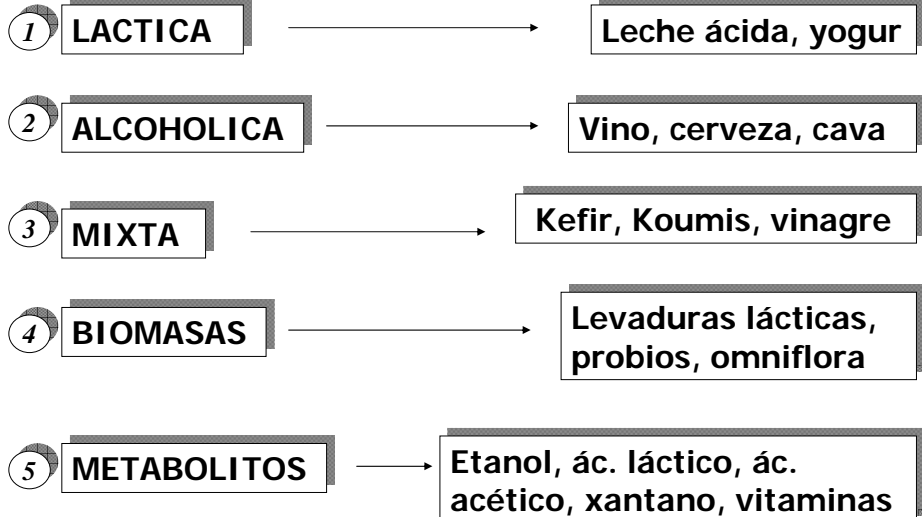 1 LACTICA Leche ácida, yogur
2 ALCOHOLICA Vino, cerveza, cava
3 MIXTA Kefir, Koumis, vinagre
4 BIOMASAS Levaduras lácticas,
probios, omniflora
5 METABOLITOS Etanol, ác. láctico, ác.
acético, xantano, vitaminas